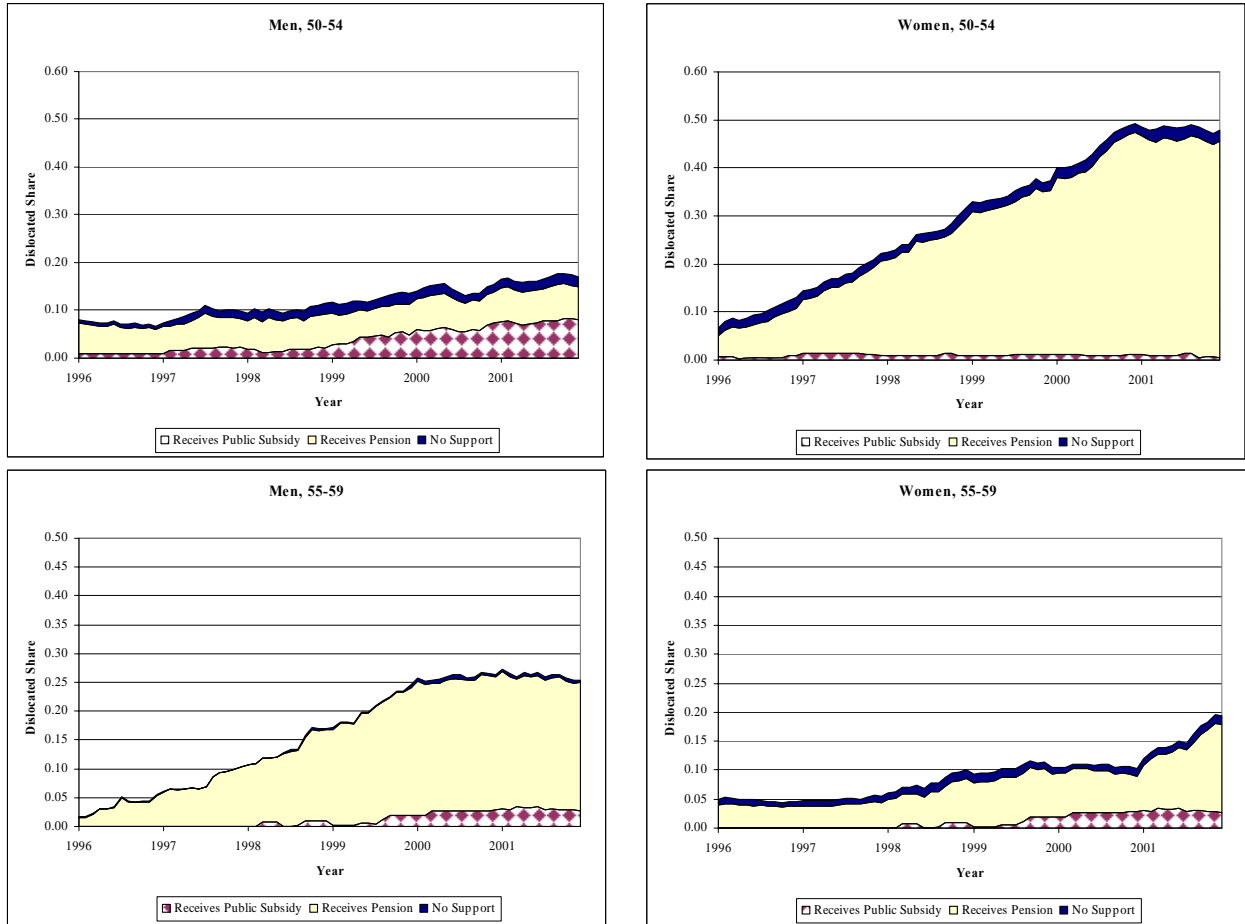 Men, 50-54
0.60
0.50
0.40
0.30
0.20
0.10
0.00
Dislocated Share
1996 1997 1998 1999 2000 2001
Year
Receives Public Subsidy Receives Pension No Support
Women, 50-54
0.60
0.50
0.40
0.30
0.20
0.10
0.00
Dislocated Share
1996 1997 1998 1999 2000 2001
Year
Receives Public Subsidy Receives Pension No Support
Men, 55-59
0.50
0.45
0.40
0.35
0.30
0.25
0.20
0.15
0.10
0.05
0.00
Dislocated Share
1996 1997 1998 1999 2000 2001
Year
Receives Public Subsidy Receives Pension No Support
Women, 55-59
0.50
0.45
0.40
0.35
0.30
0.25
0.20
0.15
0.10
0.05
0.00
Dislocated Share
1996 1997 1998 1999 2000 2001
Year
Receives Public Subsidy Receives Pension No Support